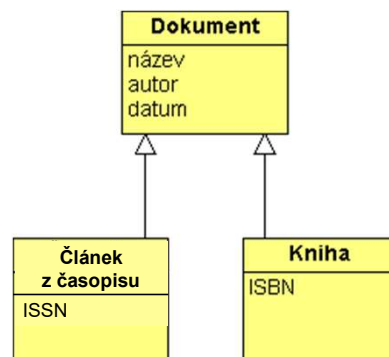 Dokument
název
autor
datum
Článek
z časopisu
ISSN
Kniha
ISBN